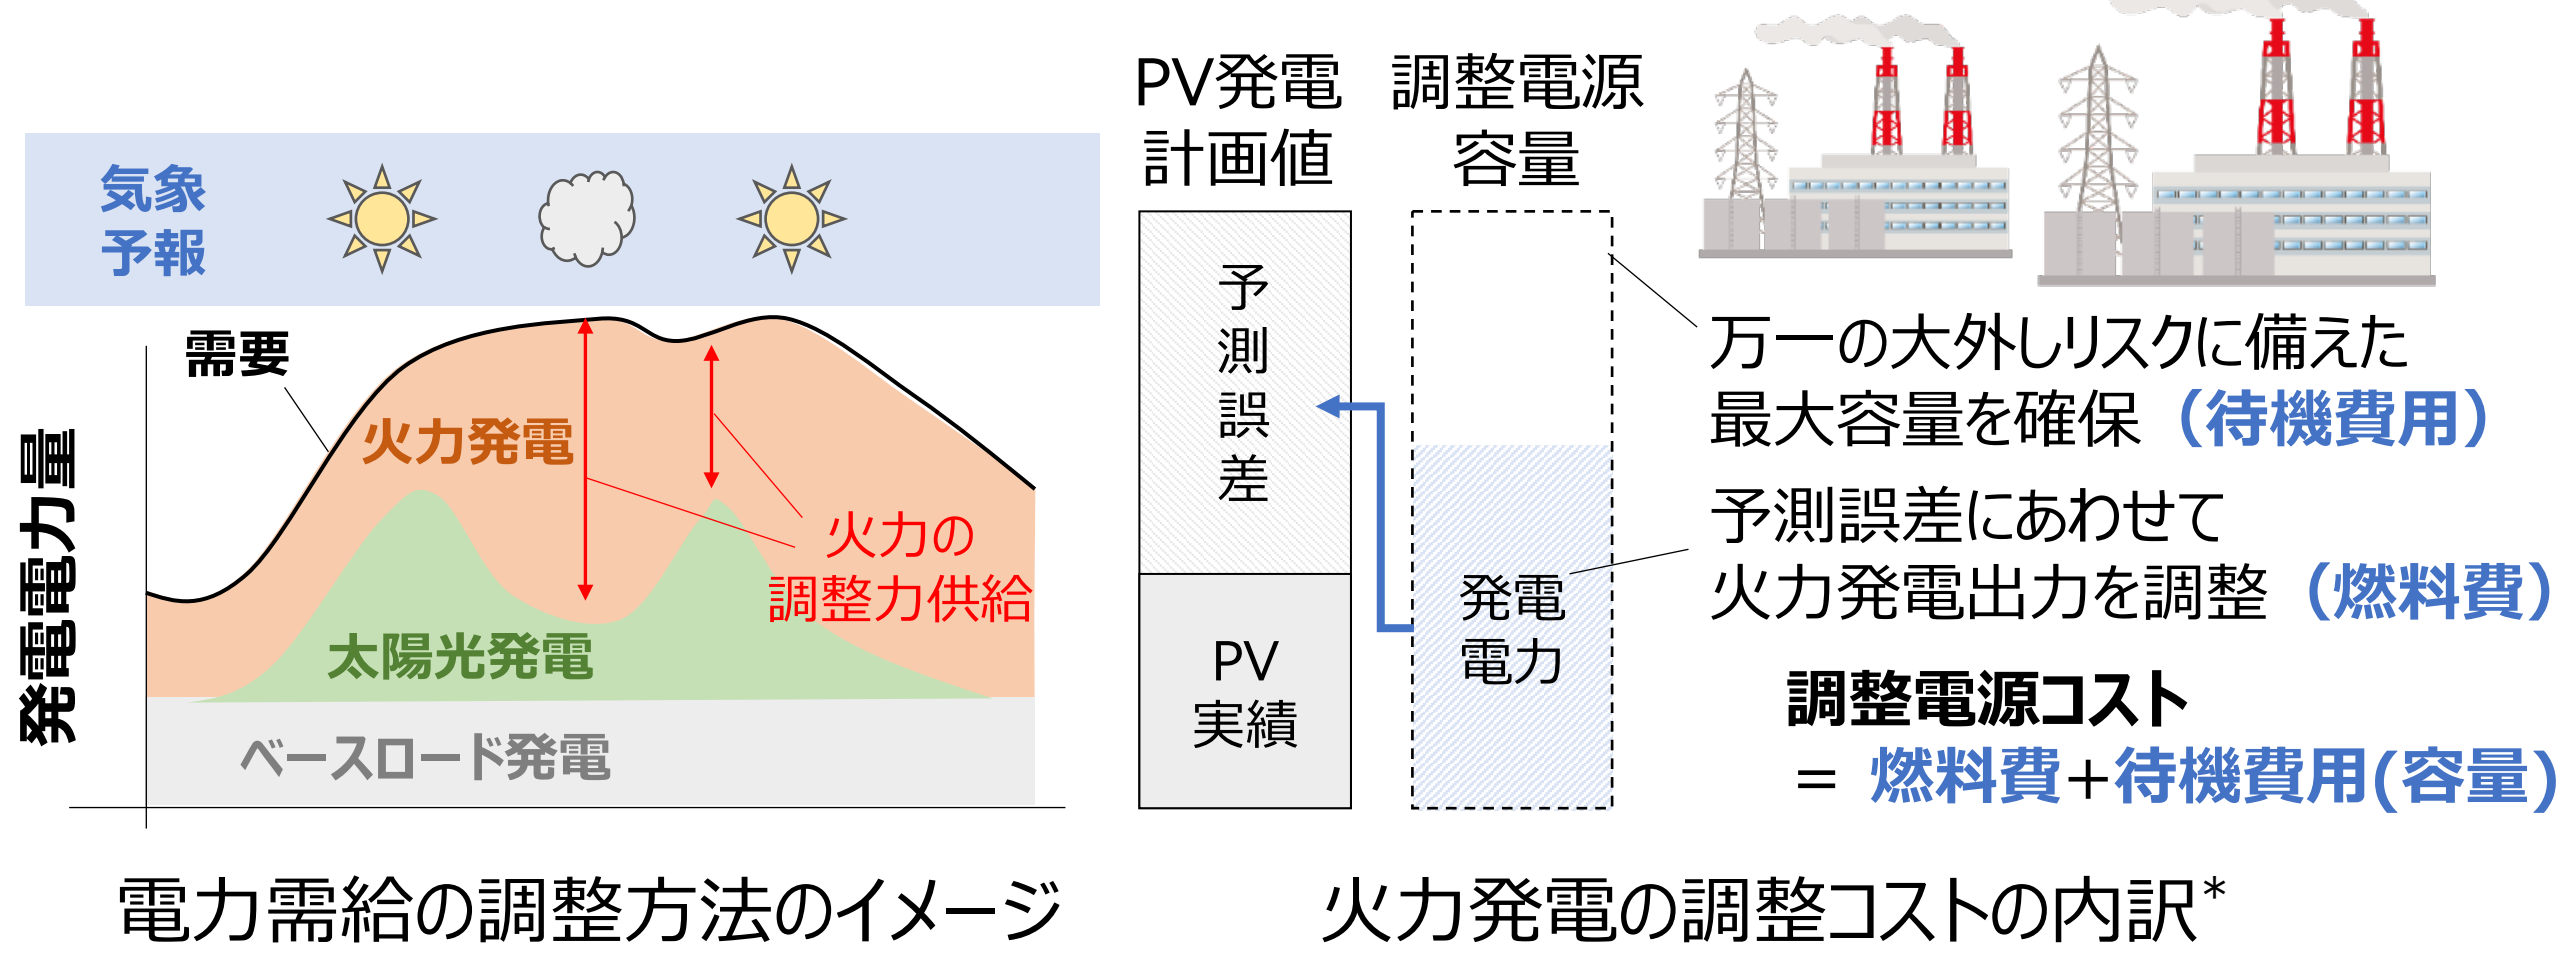 気象
予報
需要
火力発電
火力の
調整力供給
太陽光発電
ベースロード発電
発電電力量
電力需給の調整方法のイメージ
PV発電
計画値
調整電源
容量
予測誤差
PV
実績
発電
電力
万一の大外しリスクに備えた
最大容量を確保（待機費用）
予測誤差にあわせて
火力発電出力を調整（燃料費）
調整電源コスト
= 燃料費+待機費用(容量)
火力発電の調整コストの内訳*